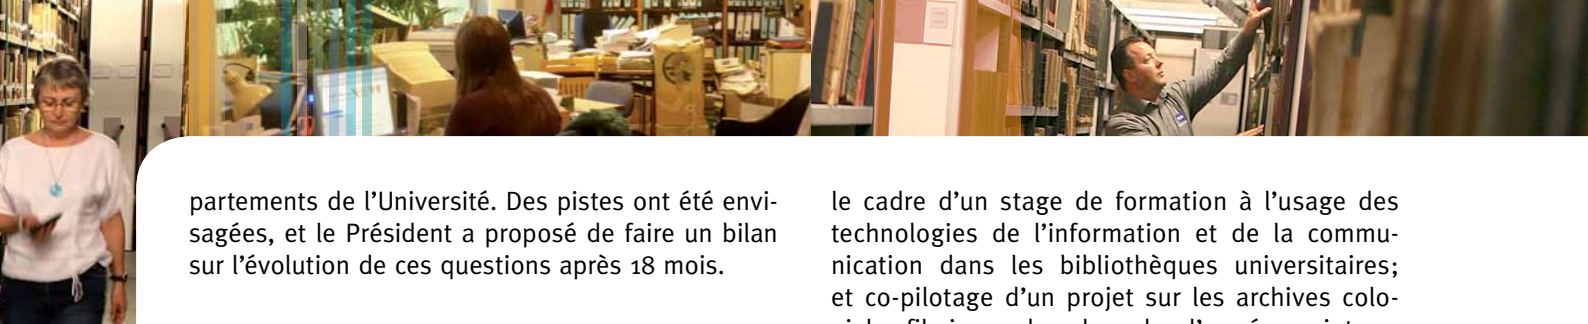 partements de l’Université. Des pistes ont été envi-
sagées, et le Président a proposé de faire un bilan
sur l’évolution de ces questions après 18 mois.
le cadre d’un stage de formation à l’usage des
technologies de l’information et de la commu-
nication dans les bibliothèques universitaires;
et co-pilotage d’un projet sur les archives colo-